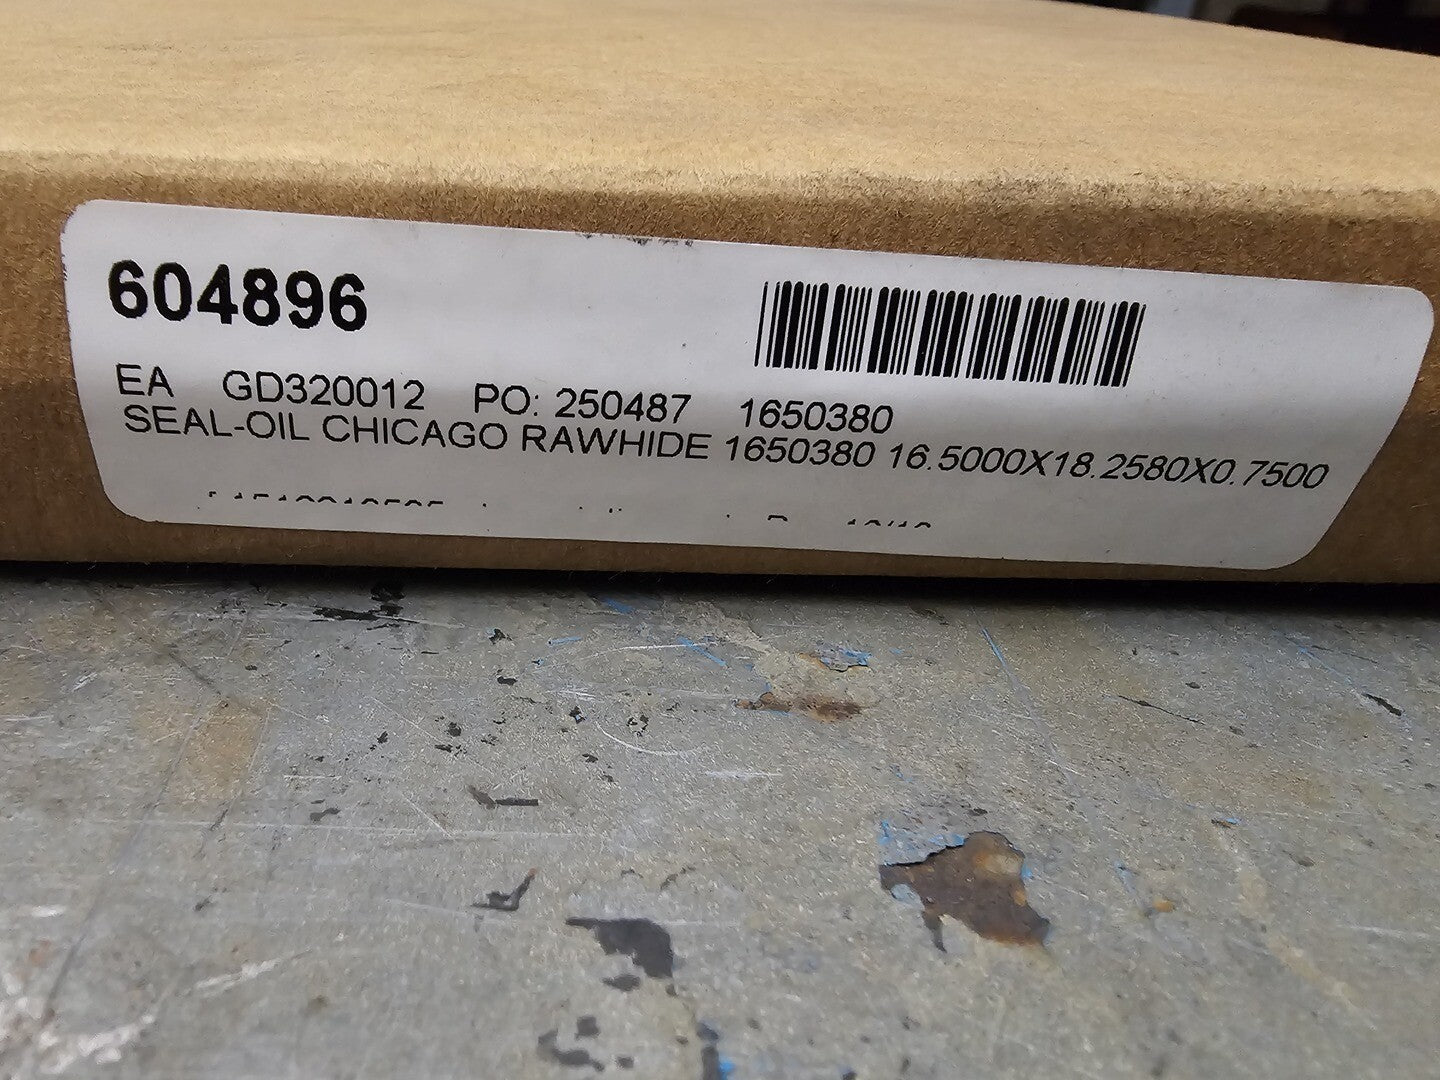 604896
EA GD320012 PO: 250487 1650380
SEAL-OIL CHICAGO RAWHIDE 1650380 16.5000X18.2580X0.7500